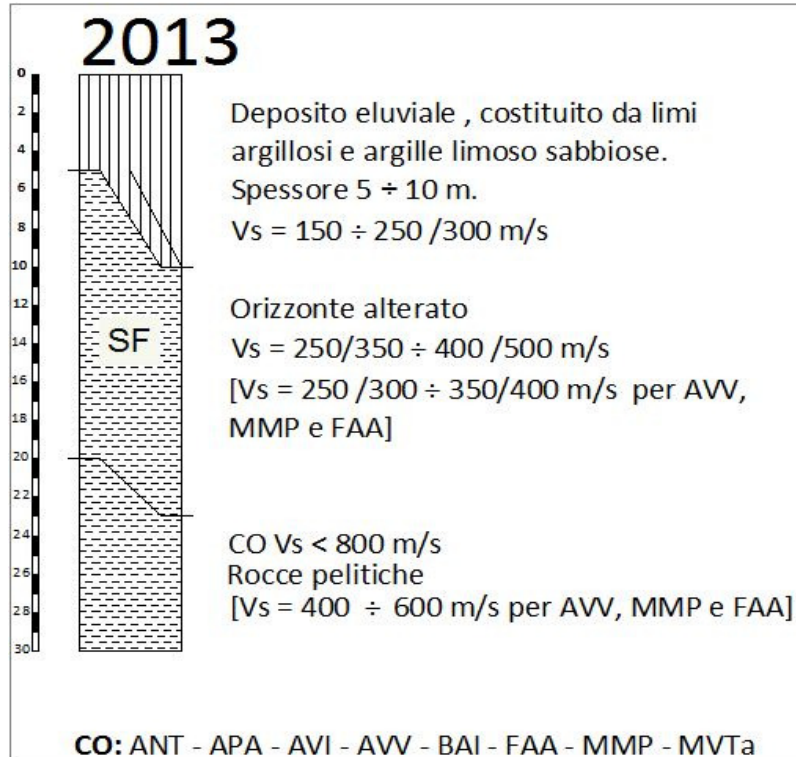 2013
0
2
4
6
8
10
12
14
16
18
20
22
24
26
28
30
SF
Deposito eluviale , costituito da limi
argillosi e argille limoso sabbiose.
Spessore 5 ÷ 10 m.
Vs = 150 ÷ 250 /300 m/s
Orizzonte alterato
Vs = 250/350 ÷ 400 /500 m/s
[Vs = 250 /300 ÷ 350/400 m/s per AVV,
MMP e FAA]
CO Vs < 800 m/s
Rocce pelitiche
[Vs = 400 ÷ 600 m/s per AVV, MMP e FAA]
CO: ANT - APA - AVI - AVV - BAI - FAA - MMP - MVTa